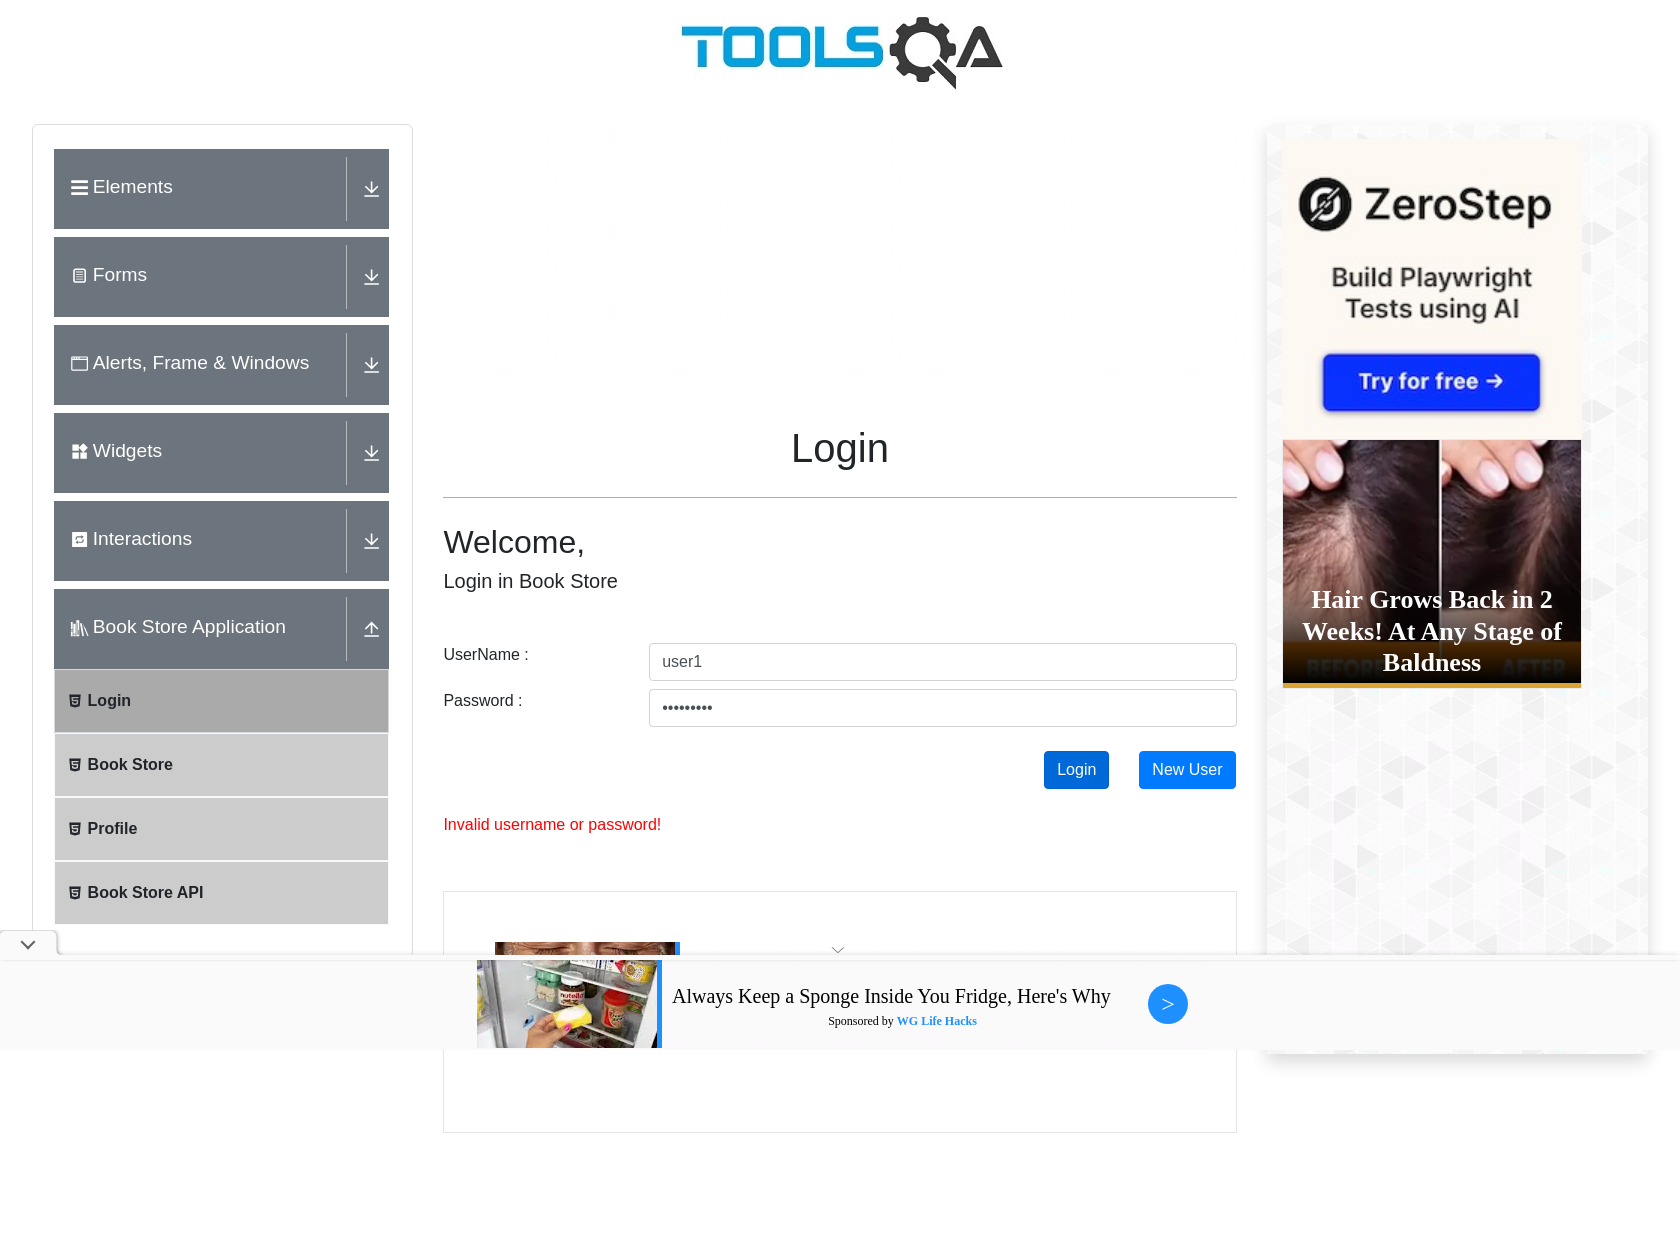 TOOLSQA
Elements
Forms
Alerts, Frame & Windows
Widgets
Interactions
Book Store Application
Login
Book Store
Profile
Book Store API
Login
Welcome,
Login in Book Store
UserName :
user1
Password :
•••••••••
Login
New User
Invalid username or password!
ZeroStep
Build Playwright
Tests using AI
Try for free →
Hair Grows Back in 2
Weeks! At Any Stage of
Baldness
BEFORE AFTER
nutella
Always Keep a Sponge Inside You Fridge, Here's Why
Sponsored by WG Life Hacks
>